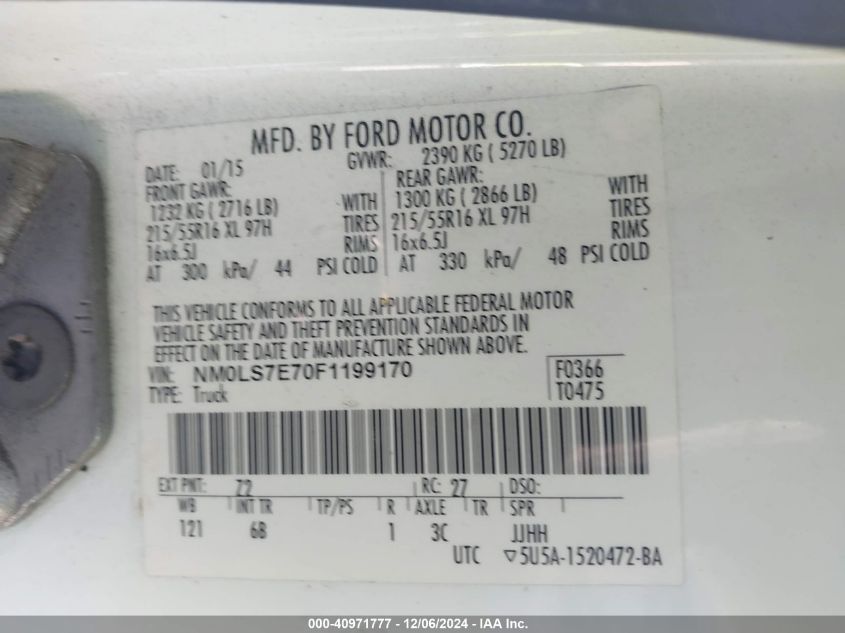 MFD. BY FORD MOTOR CO.
DATE: 01/15 GVWR: 2390 KG ( 5270 LB)
FRONT GAWR: REAR GAWR:
1232 KG ( 2716 LB) WITH 1300 KG ( 2866 LB) WITH
215/55R16 XL 97H TIRES 215/55R16 XL 97H TIRES
16x6.5J RIMS 16x6.5J RIMS
AT 300 kPa/ 44 PSI COLD AT 330 kPa/ 48 PSI COLD
THIS VEHICLE CONFORMS TO ALL APPLICABLE FEDERAL MOTOR
VEHICLE SAFETY AND THEFT PREVENTION STANDARDS IN
EFFECT ON THE DATE OF MANUFACTURE SHOWN ABOVE.
VIN: NM0LS7E70F1199170 F0366
TYPE: Truck T0475
EXT PNT: Z2 RC: 27 DSO:
WB INT TR TP/PS R AXLE TR SPR
121 6B 1 3C JJHH
UTC ▽5U5A-1520472-BA
000-40971777 - 12/06/2024 - IAA Inc.